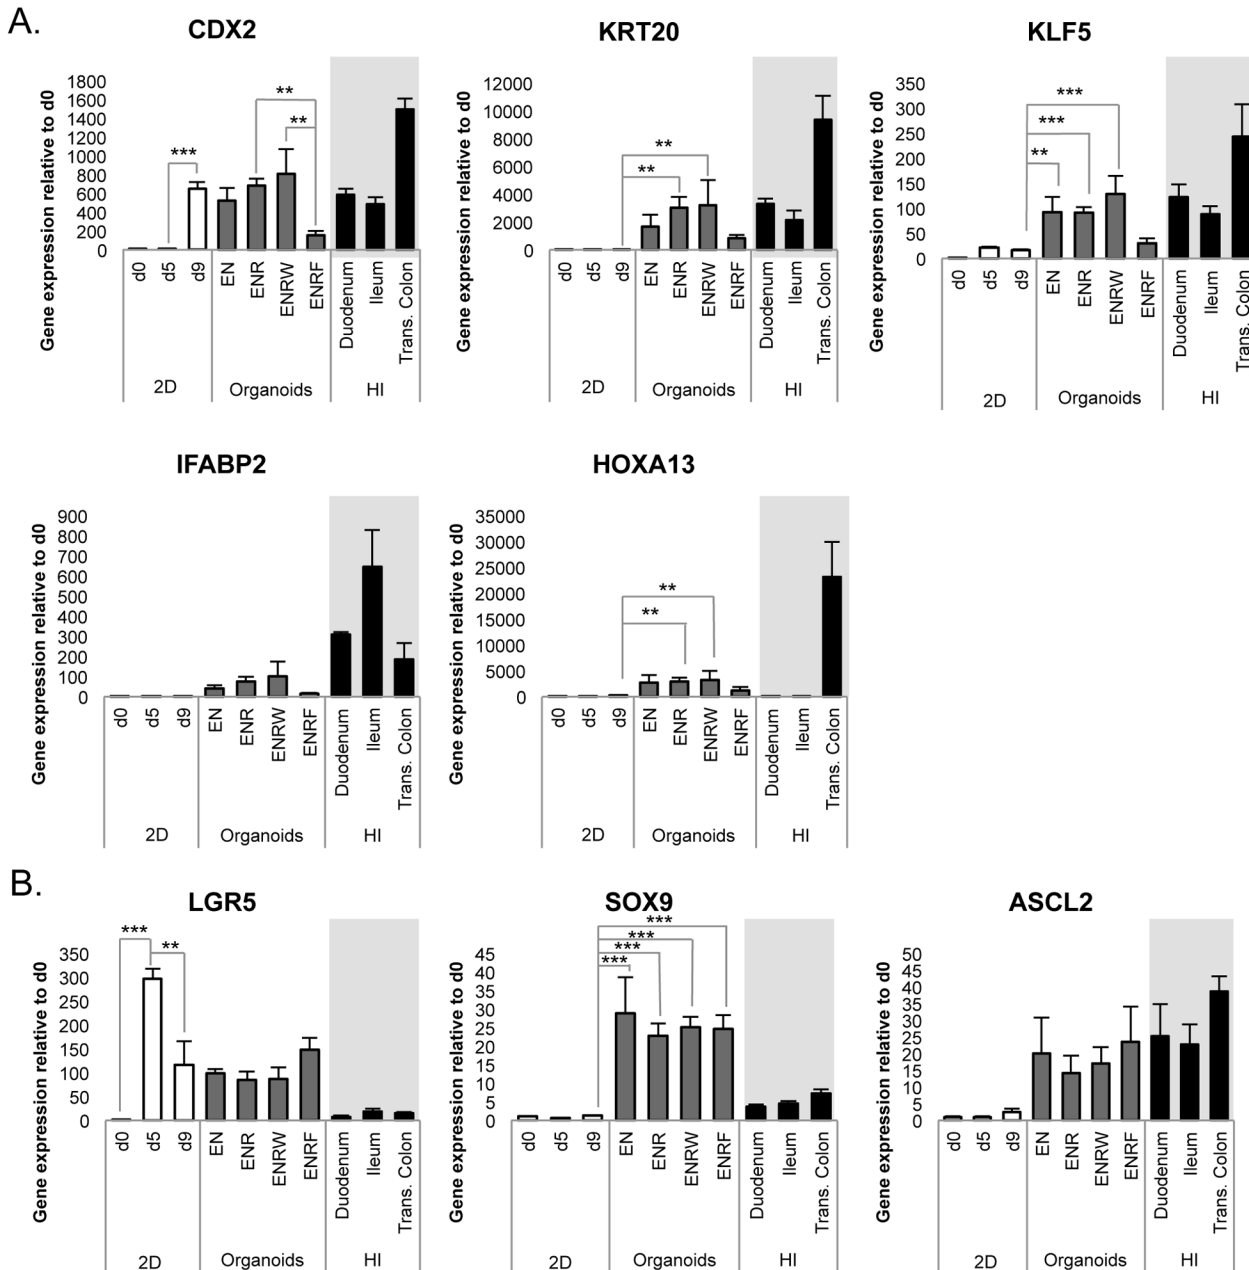 A.
CDX2
Gene expression relative to d0
1800
1600
1400
1200
1000
800
600
400
200
0
***
**
**
d0
d5
d9
EN
ENR
ENRW
ENRF
Duodenum
Ileum
Trans. Colon
2D
Organoids
HI
KRT20
Gene expression relative to d0
12000
10000
8000
6000
4000
2000
0
**
**
d0
d5
d9
EN
ENR
ENRW
ENRF
Duodenum
Ileum
Trans. Colon
2D
Organoids
HI
KLF5
Gene expression relative to d0
350
300
250
200
150
100
50
0
***
***
**
d0
d5
d9
EN
ENR
ENRW
ENRF
Duodenum
Ileum
Trans. Colon
2D
Organoids
HI
IFABP2
Gene expression relative to d0
900
800
700
600
500
400
300
200
100
0
d0
d5
d9
EN
ENR
ENRW
ENRF
Duodenum
Ileum
Trans. Colon
2D
Organoids
HI
HOXA13
Gene expression relative to d0
35000
30000
25000
20000
15000
10000
5000
0
**
**
d0
d5
d9
EN
ENR
ENRW
ENRF
Duodenum
Ileum
Trans. Colon
2D
Organoids
HI
B.
LGR5
Gene expression relative to d0
350
300
250
200
150
100
50
0
***
**
d0
d5
d9
EN
ENR
ENRW
ENRF
Duodenum
Ileum
Trans. Colon
2D
Organoids
HI
SOX9
Gene expression relative to d0
45
40
35
30
25
20
15
10
5
0
***
***
***
***
d0
d5
d9
EN
ENR
ENRW
ENRF
Duodenum
Ileum
Trans. Colon
2D
Organoids
HI
ASCL2
Gene expression relative to d0
50
45
40
35
30
25
20
15
10
5
0
d0
d5
d9
EN
ENR
ENRW
ENRF
Duodenum
Ileum
Trans. Colon
2D
Organoids
HI